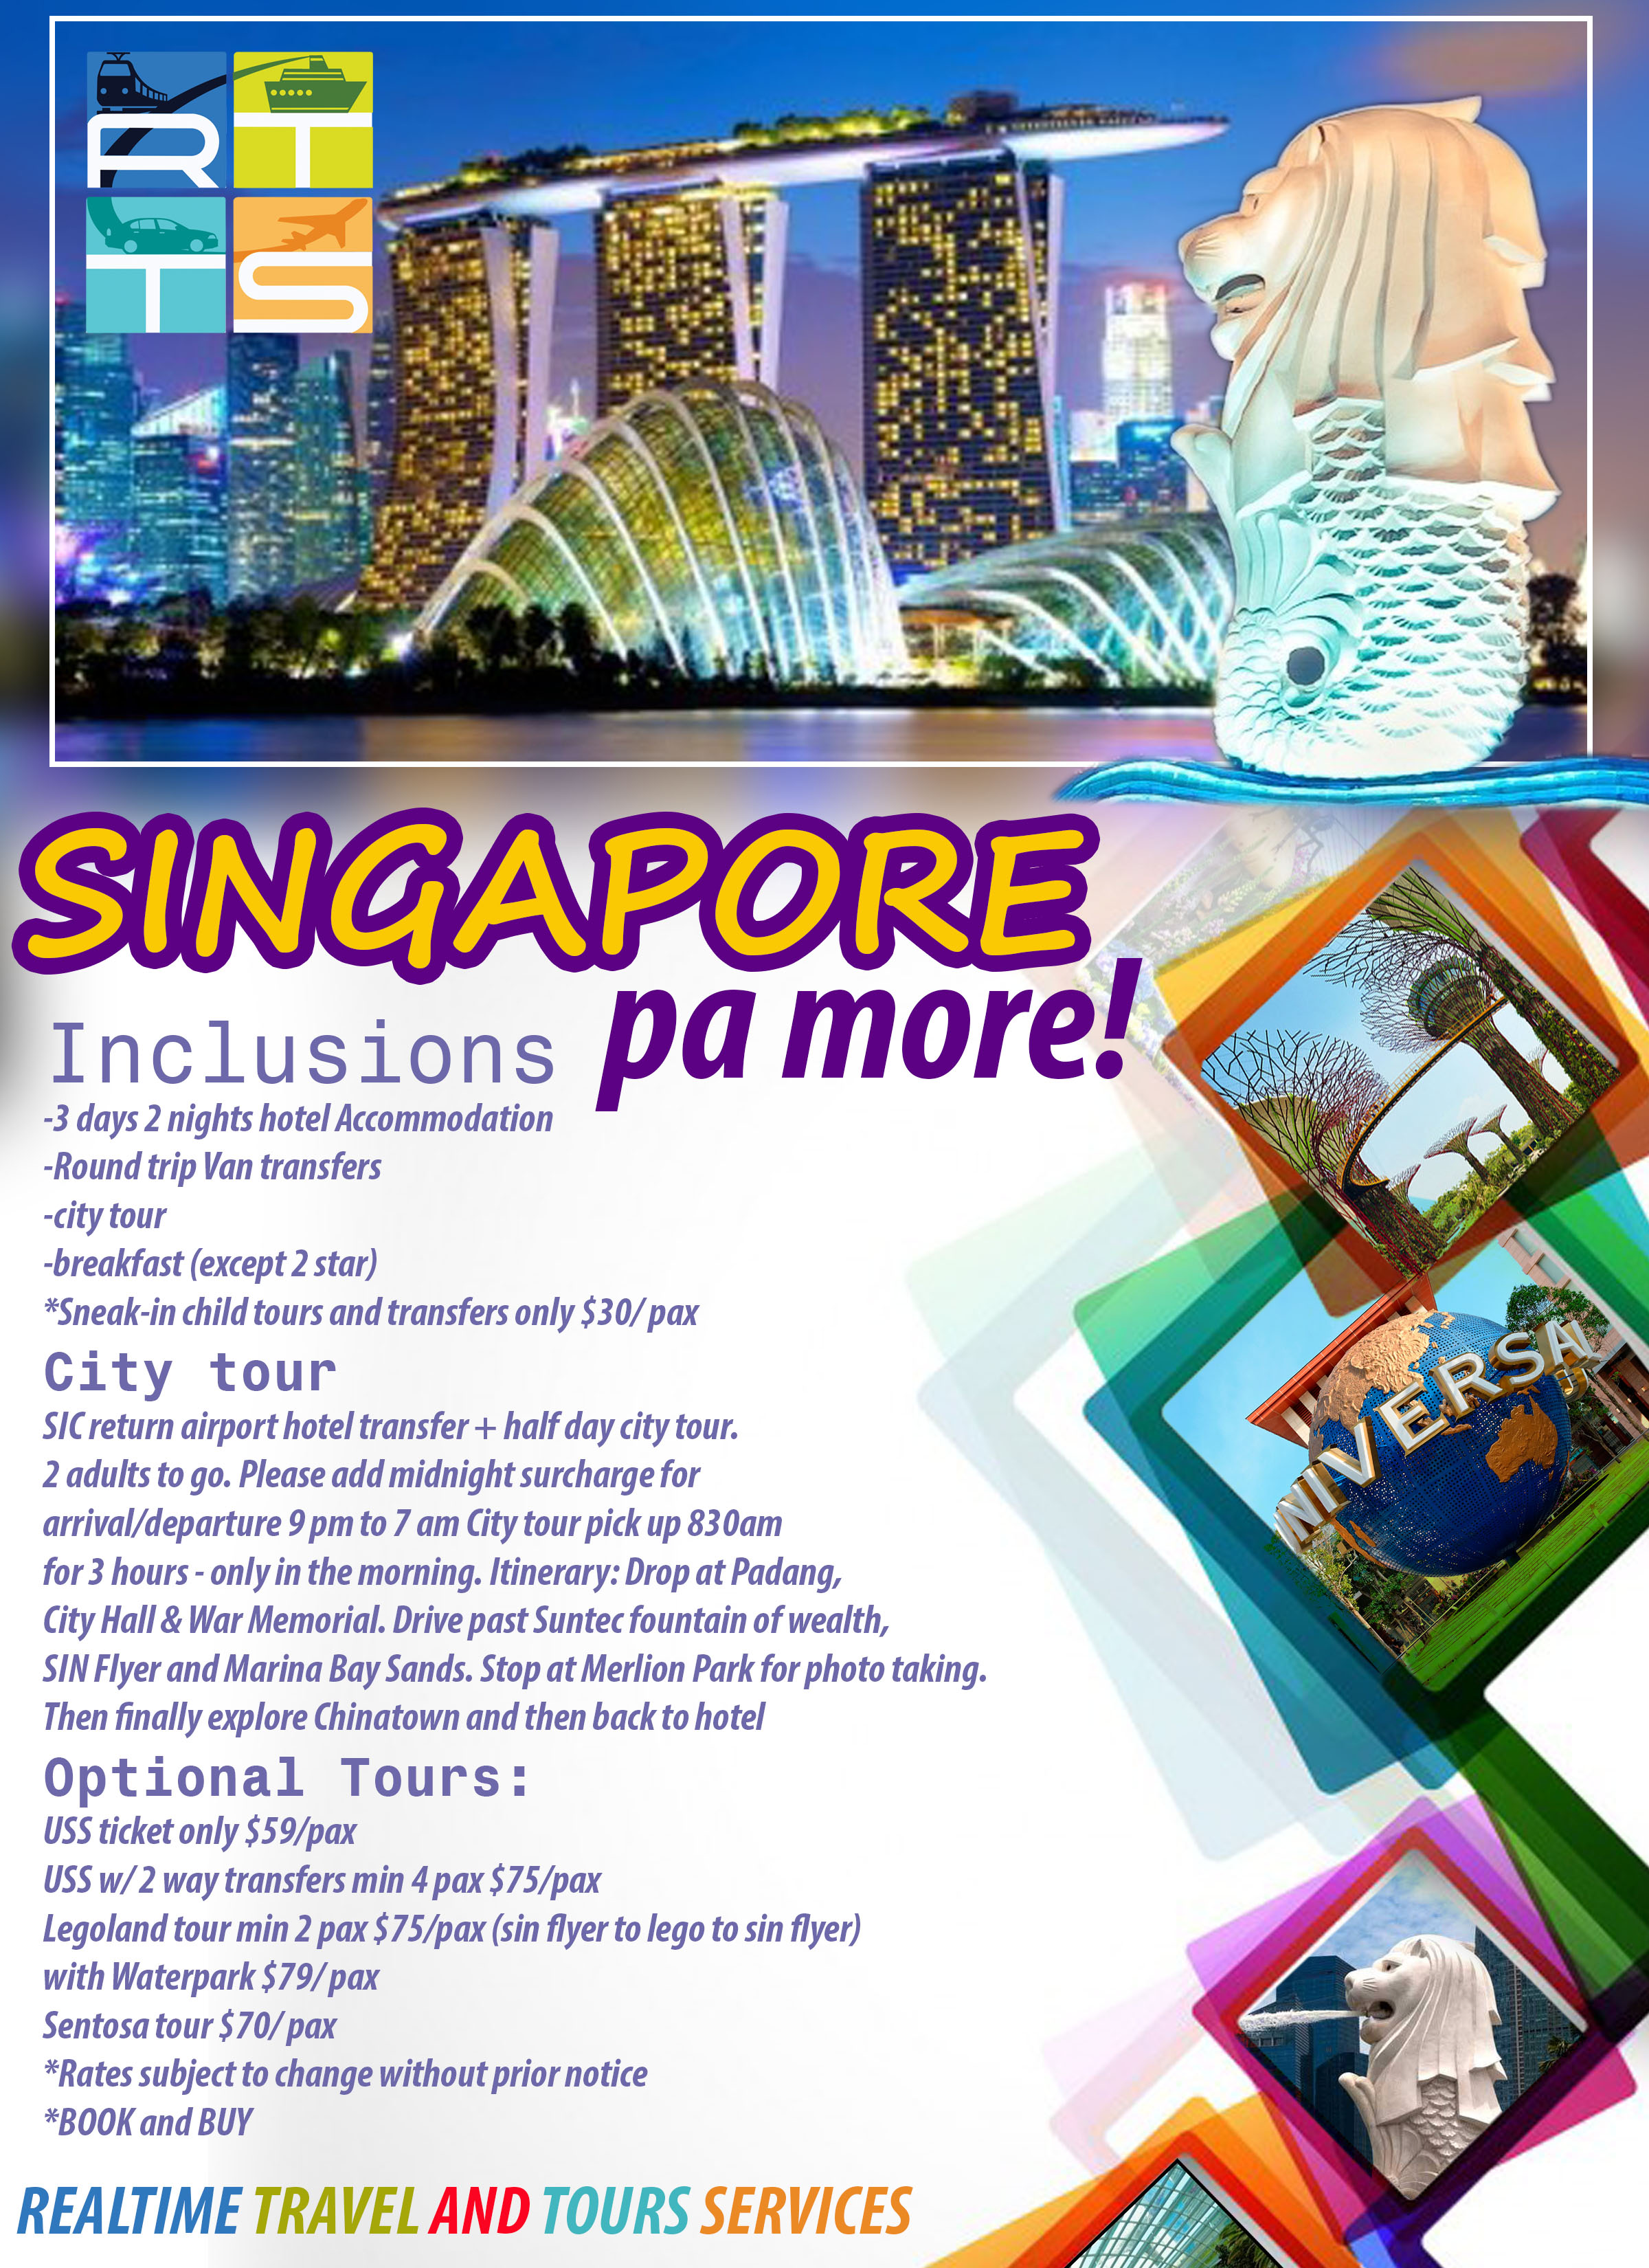 RT
TS
SINGAPORE
pa more!
Inclusions
-3 days 2 nights hotel Accommodation
-Round trip Van transfers
-city tour
-breakfast (except 2 star)
*Sneak-in child tours and transfers only $30/ pax
City tour
SIC return airport hotel transfer + half day city tour.
2 adults to go. Please add midnight surcharge for
arrival/departure 9 pm to 7 am City tour pick up 830am
for 3 hours - only in the morning. Itinerary: Drop at Padang,
City Hall & War Memorial. Drive past Suntec fountain of wealth,
SIN Flyer and Marina Bay Sands. Stop at Merlion Park for photo taking.
Then finally explore Chinatown and then back to hotel
Optional Tours:
USS ticket only $59/pax
USS w/ 2 way transfers min 4 pax $75/pax
Legoland tour min 2 pax $75/pax (sin flyer to lego to sin flyer)
with Waterpark $79/ pax
Sentosa tour $70/ pax
*Rates subject to change without prior notice
*BOOK and BUY
NIVERSA
REALTIME TRAVEL AND TOURS SERVICES